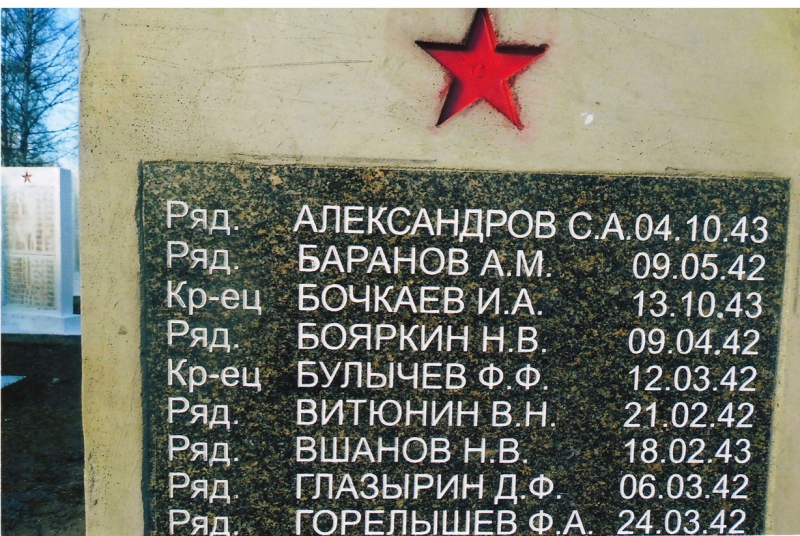 Ряд. АЛЕКСАНДРОВ С.А.04.10.43
Ряд. БАРАНОВ А.М. 09.05.42
Кр-ец БОЧКАЕВ И.А. 13.10.43
Ряд. БОЯРКИН Н.В. 09.04.42
Кр-ец БУЛЫЧЕВ Ф.Ф. 12.03.42
Ряд. ВИТЮНИН В.Н. 21.02.42
Ряд. ВШАНОВ Н.В. 18.02.43
Ряд. ГЛАЗЫРИН Д.Ф. 06.03.42
Ряд. ГОРЕЛЫШЕВ Ф.А. 24.03.42